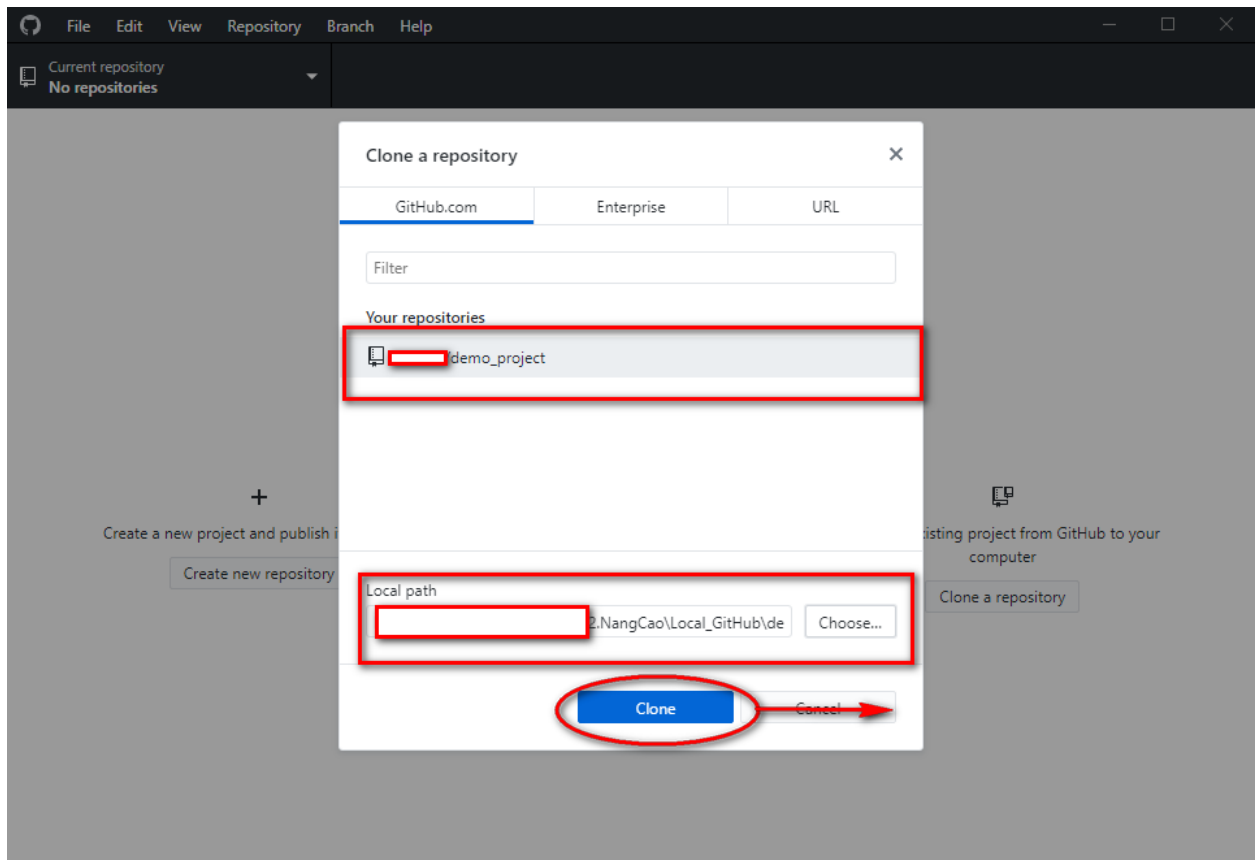 File Edit View Repository Branch Help
Current repository
No repositories
Clone a repository
GitHub.com Enterprise URL
Filter
Your repositories
/demo_project
Create a new project and publish i
Create new repository
isting project from GitHub to your
computer
Clone a repository
Local path
2.NangCao\Local_GitHub\de
Choose...
Clone
Cancel